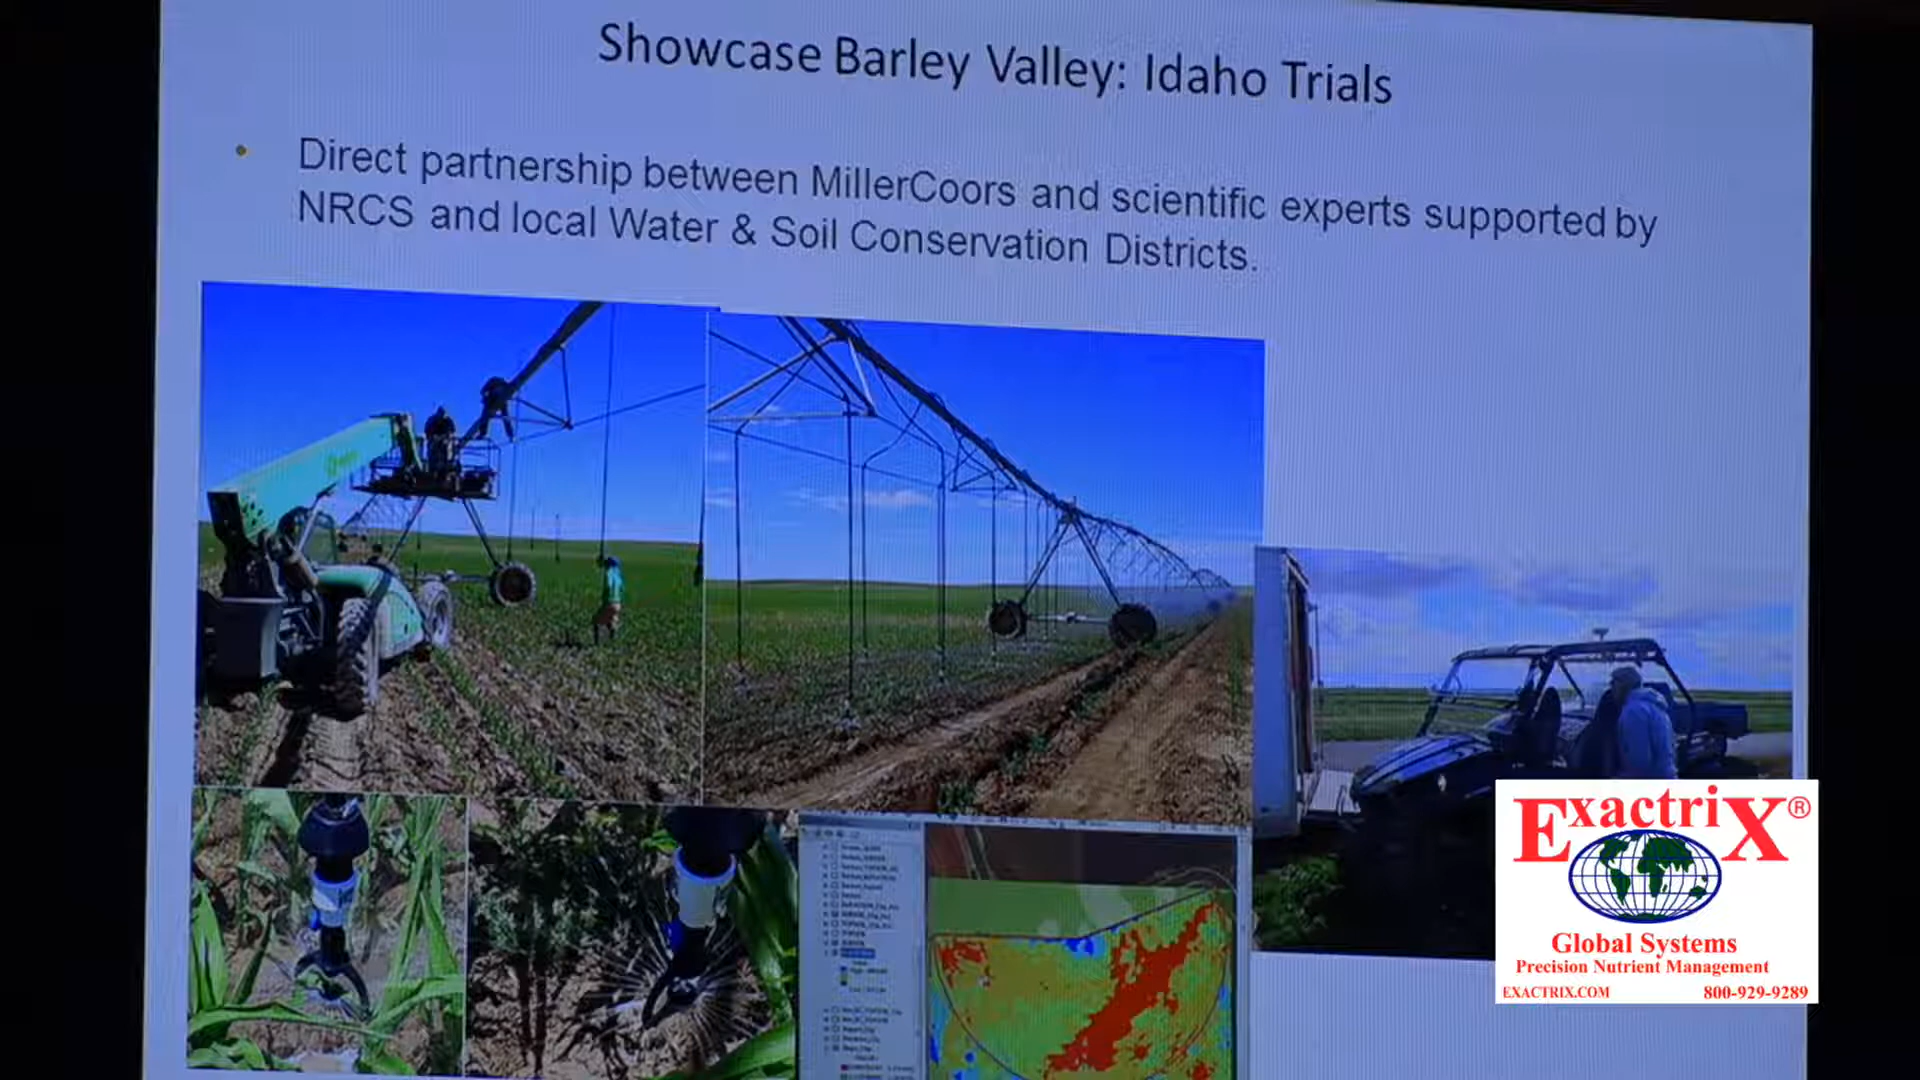 Showcase Barley Valley: Idaho Trials
• Direct partnership between MillerCoors and scientific experts supported by
NRCS and local Water & Soil Conservation Districts.
ExactriX®
Global Systems
Precision Nutrient Management
EXACTRIX.COM 800-929-9289